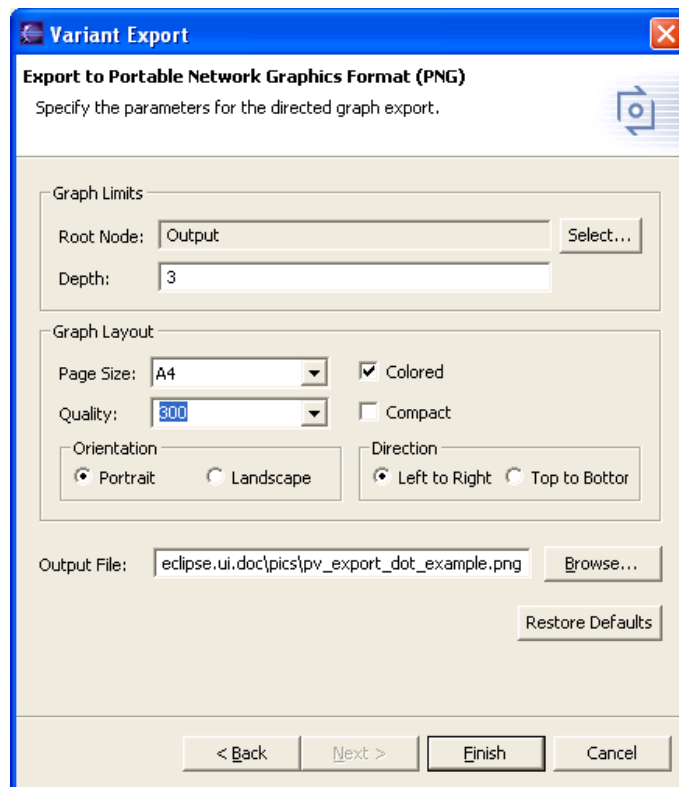 Variant Export
Export to Portable Network Graphics Format (PNG)
Specify the parameters for the directed graph export.
Graph Limits
Root Node: Output Select...
Depth: 3
Graph Layout
Page Size: A4 Colored
Quality: 300 Compact
Orientation Direction
Portrait Landscape Left to Right Top to Bottor
Output File: eclipse.ui.doc\pics\pv_export_dot_example.png Browse...
Restore Defaults
< Back Next > Finish Cancel